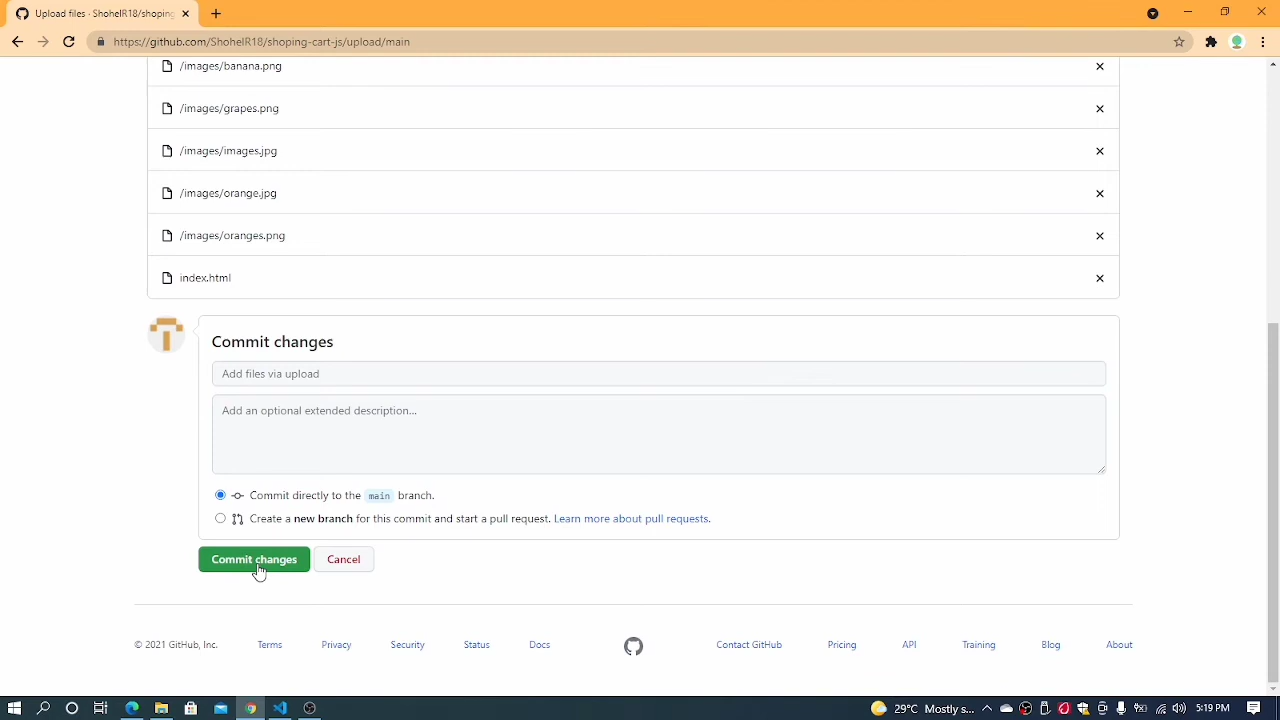 Upload files · ShohelR18/shoping
https://github.com/ShohelR18/shoping-cart-js/upload/main
/images/banana.png
/images/grapes.png
/images/images.jpg
/images/orange.jpg
/images/oranges.png
index.html
Commit changes
Add files via upload
Add an optional extended description...
Commit directly to the main branch.
Create a new branch for this commit and start a pull request. Learn more about pull requests.
Commit changes Cancel
© 2021 GitHub, Inc. Terms Privacy Security Status Docs Contact GitHub Pricing API Training Blog About
29°C Mostly s... 5:19 PM